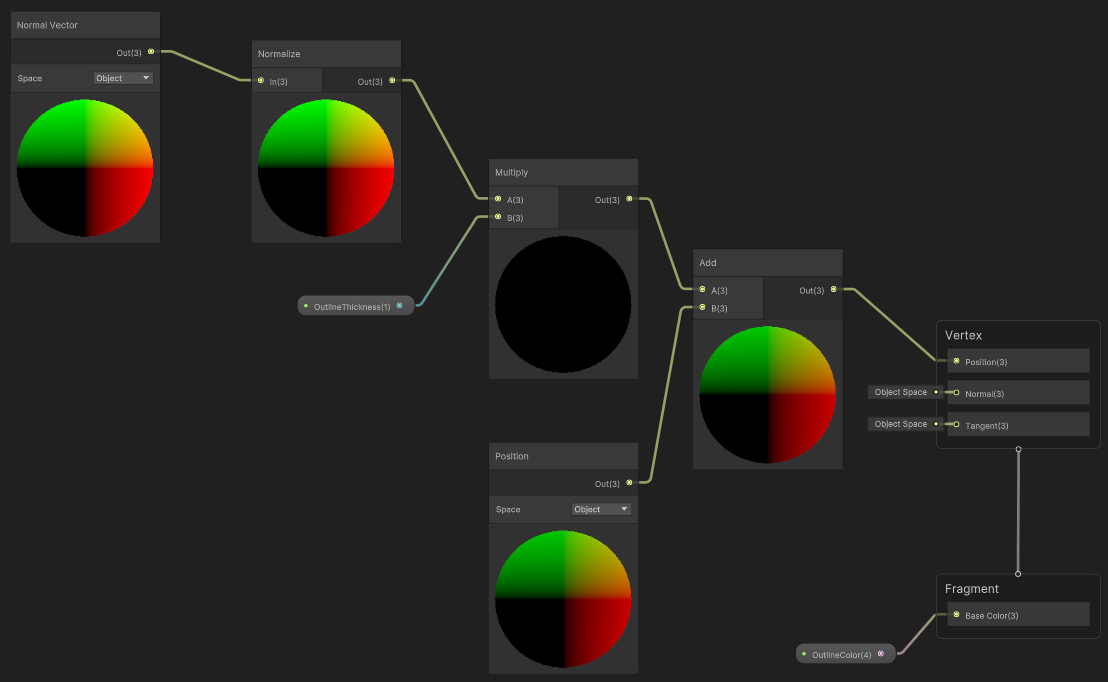 Normal Vector
Out(3)
Space Object
Normalize
In(3) Out(3)
OutlineThickness(1)
Multiply
A(3) Out(3)
B(3)
Position
Out(3)
Space Object
Add
A(3) Out(3)
B(3)
Vertex
Position(3)
Object Space Normal(3)
Object Space Tangent(3)
Fragment
Base Color(3)
OutlineColor(4)